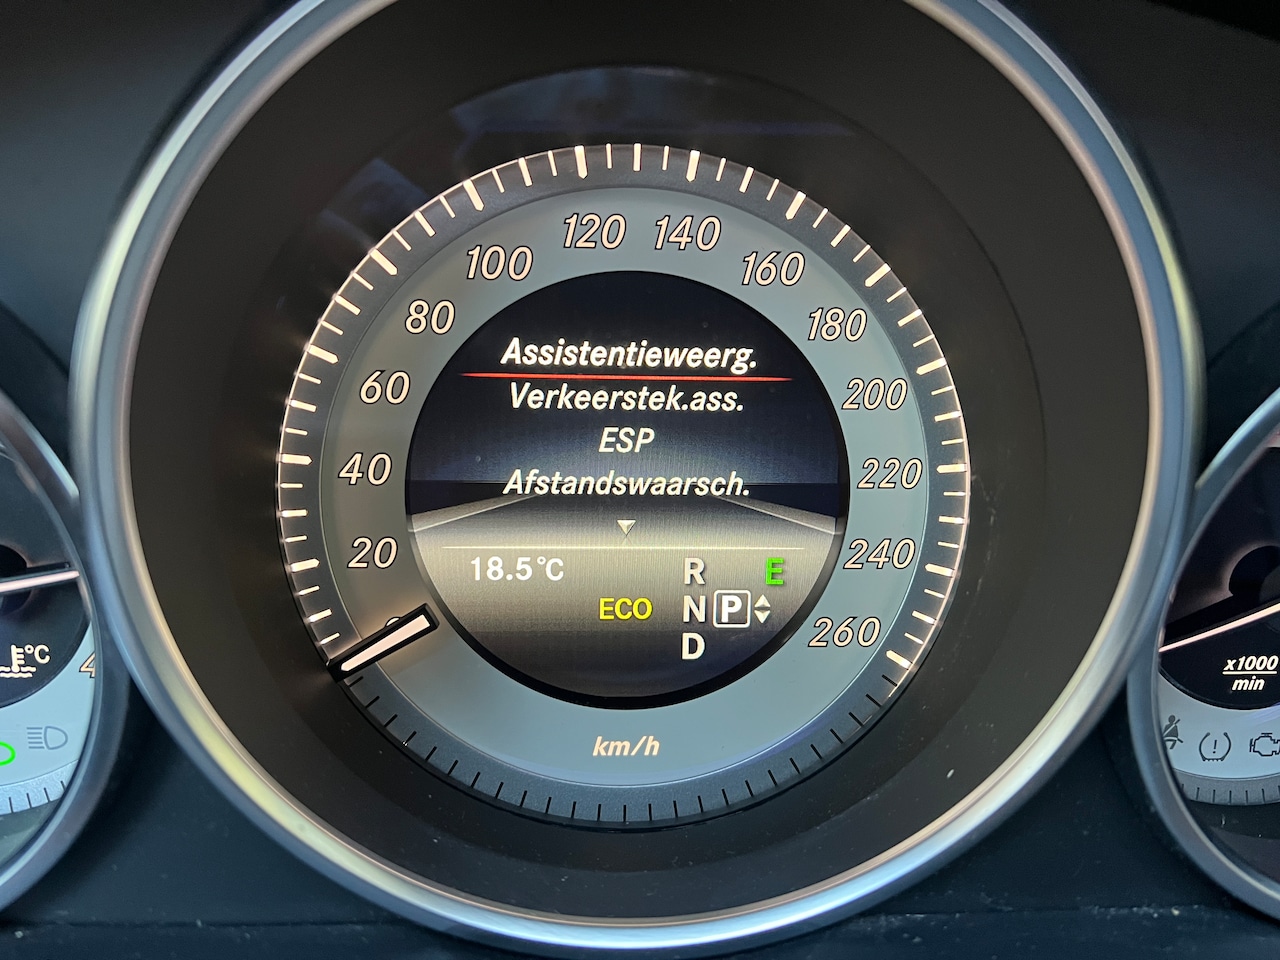 120 140
100 160
80 180
Assistentieweerg.
60 Verkeerstek.ass. 200
ESP
40 Afstandswaarsch. 220
20 18.5°C R E 240
ECO N P 260
D
km/h
°C
4
x1000
min